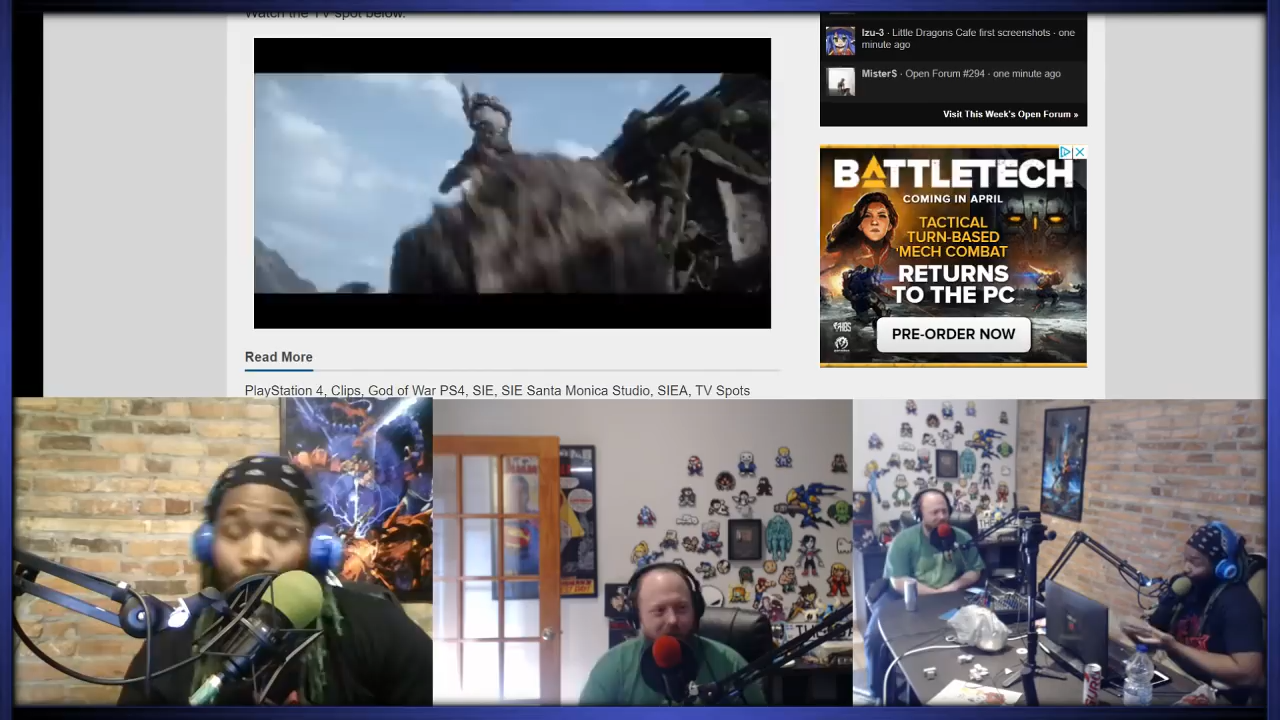 Watch the TV spot below.
Izu-3 · Little Dragons Cafe first screenshots · one
minute ago
MisterS · Open Forum #294 · one minute ago
Visit This Week's Open Forum »
BATTLETECH
COMING IN APRIL
TACTICAL
TURN-BASED
'MECH COMBAT
RETURNS
TO THE PC
PRE-ORDER NOW
Read More
PlayStation 4, Clips, God of War PS4, SIE, SIE Santa Monica Studio, SIEA, TV Spots